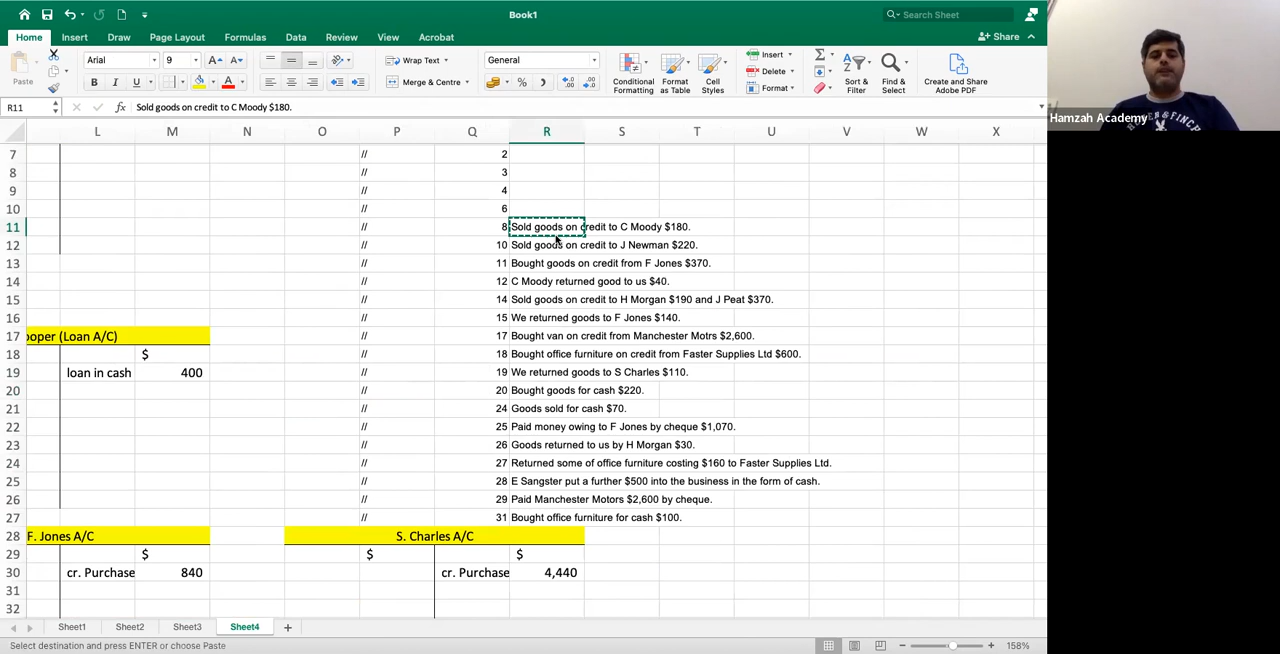 Book1
Search Sheet
Home Insert Draw Page Layout Formulas Data Review View Acrobat
Share
Paste
Arial 9
A A
Wrap Text
General
B I U
Merge & Centre
Conditional Formatting
Format as Table
Cell Styles
Insert
Delete
Format
Sort & Filter
Find & Select
Create and Share Adobe PDF
R11 fx Sold goods on credit to C Moody $180.
L M N O P Q R S T U V W X
7 // 2
8 // 3
9 // 4
10 // 6
11 // 8 Sold goods on credit to C Moody $180.
12 // 10 Sold goods on credit to J Newman $220.
13 // 11 Bought goods on credit from F Jones $370.
14 // 12 C Moody returned good to us $40.
15 // 14 Sold goods on credit to H Morgan $190 and J Peat $370.
16 // 15 We returned goods to F Jones $140.
17 ooper (Loan A/C) // 17 Bought van on credit from Manchester Motrs $2,600.
18 $ // 18 Bought office furniture on credit from Faster Supplies Ltd $600.
19 loan in cash 400 // 19 We returned goods to S Charles $110.
20 // 20 Bought goods for cash $220.
21 // 24 Goods sold for cash $70.
22 // 25 Paid money owing to F Jones by cheque $1,070.
23 // 26 Goods returned to us by H Morgan $30.
24 // 27 Returned some of office furniture costing $160 to Faster Supplies Ltd.
25 // 28 E Sangster put a further $500 into the business in the form of cash.
26 // 29 Paid Manchester Motors $2,600 by cheque.
27 // 31 Bought office furniture for cash $100.
28 F. Jones A/C S. Charles A/C
29 $ $ $
30 cr. Purchase 840 cr. Purchase 4,440
31
32
Sheet1 Sheet2 Sheet3 Sheet4 +
Select destination and press ENTER or choose Paste
158%
Hamzah Academy